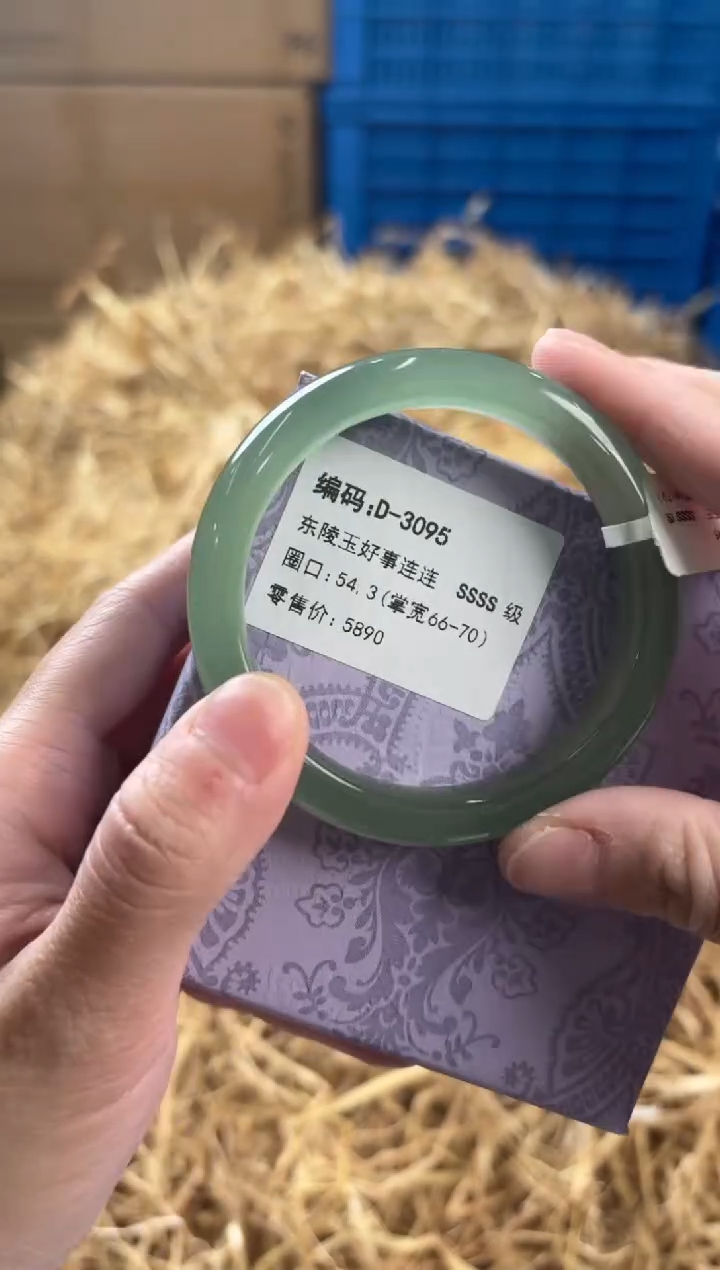 编码:D-3095
东陵玉好事连连 SSSS 级
圈口:54.3(掌宽66-70)
零售价:5890